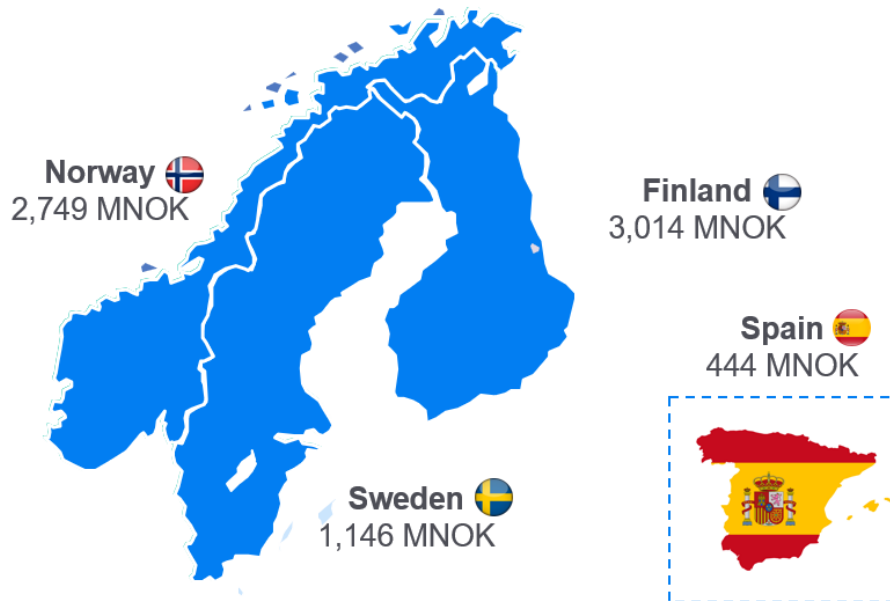 Norway
2,749 MNOK
Finland
3,014 MNOK
Spain
444 MNOK
Sweden
1,146 MNOK